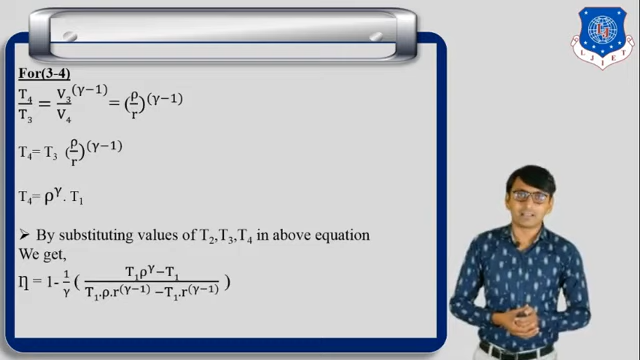 For(3-4)
T₄/T₃ = V₃/V₄^(γ−1) = (ρ/r)^(γ−1)
T₄= T₃ (ρ/r)^(γ−1)
T₄= ρ^γ. T₁
➢ By substituting values of T₂,T₃,T₄ in above equation
We get,
Ƞ = 1- 1/γ ( (T₁ρ^γ−T₁)/(T₁.ρ.r^(γ−1) −T₁.r^(γ−1)) )
LJIET